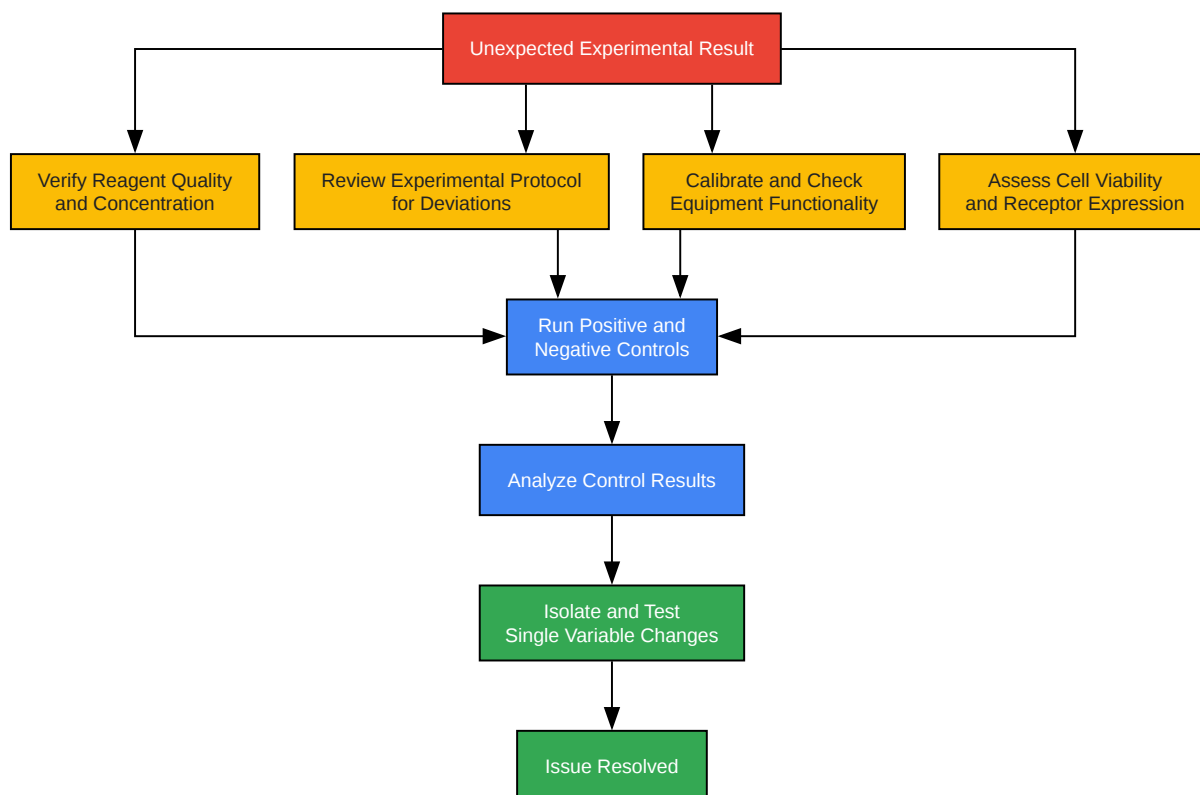 Unexpected Experimental Result
Verify Reagent Quality
and Concentration
Review Experimental Protocol
for Deviations
Calibrate and Check
Equipment Functionality
Assess Cell Viability
and Receptor Expression
Run Positive and
Negative Controls
Analyze Control Results
Isolate and Test
Single Variable Changes
Issue Resolved